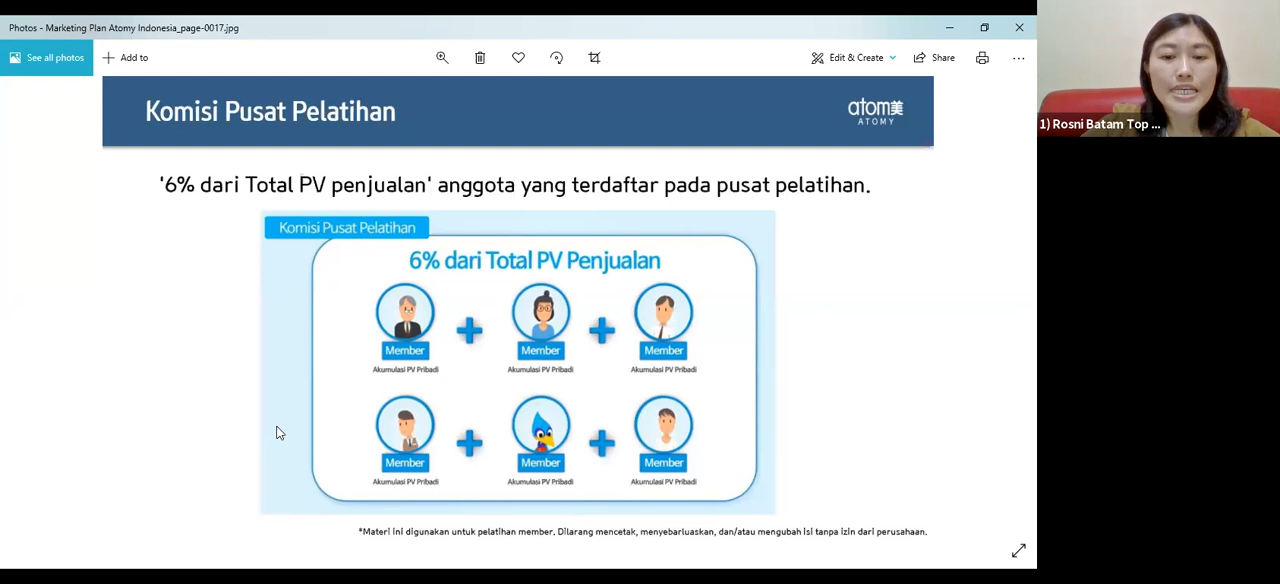 Photos - Marketing Plan Atomy Indonesia_page-0017.jpg
See all photos
Add to
Edit & Create
Share
1) Rosni Batam Top ...
Komisi Pusat Pelatihan
atom美
ATOMY
'6% dari Total PV penjualan' anggota yang terdaftar pada pusat pelatihan.
Komisi Pusat Pelatihan
6% dari Total PV Penjualan
Member Member Member
Akumulasi PV Pribadi Akumulasi PV Pribadi Akumulasi PV Pribadi
Member Member Member
Akumulasi PV Pribadi Akumulasi PV Pribadi Akumulasi PV Pribadi
*Materi ini digunakan untuk pelatihan member. Dilarang mencetak, menyebarluaskan, dan/atau mengubah isi tanpa izin dari perusahaan.